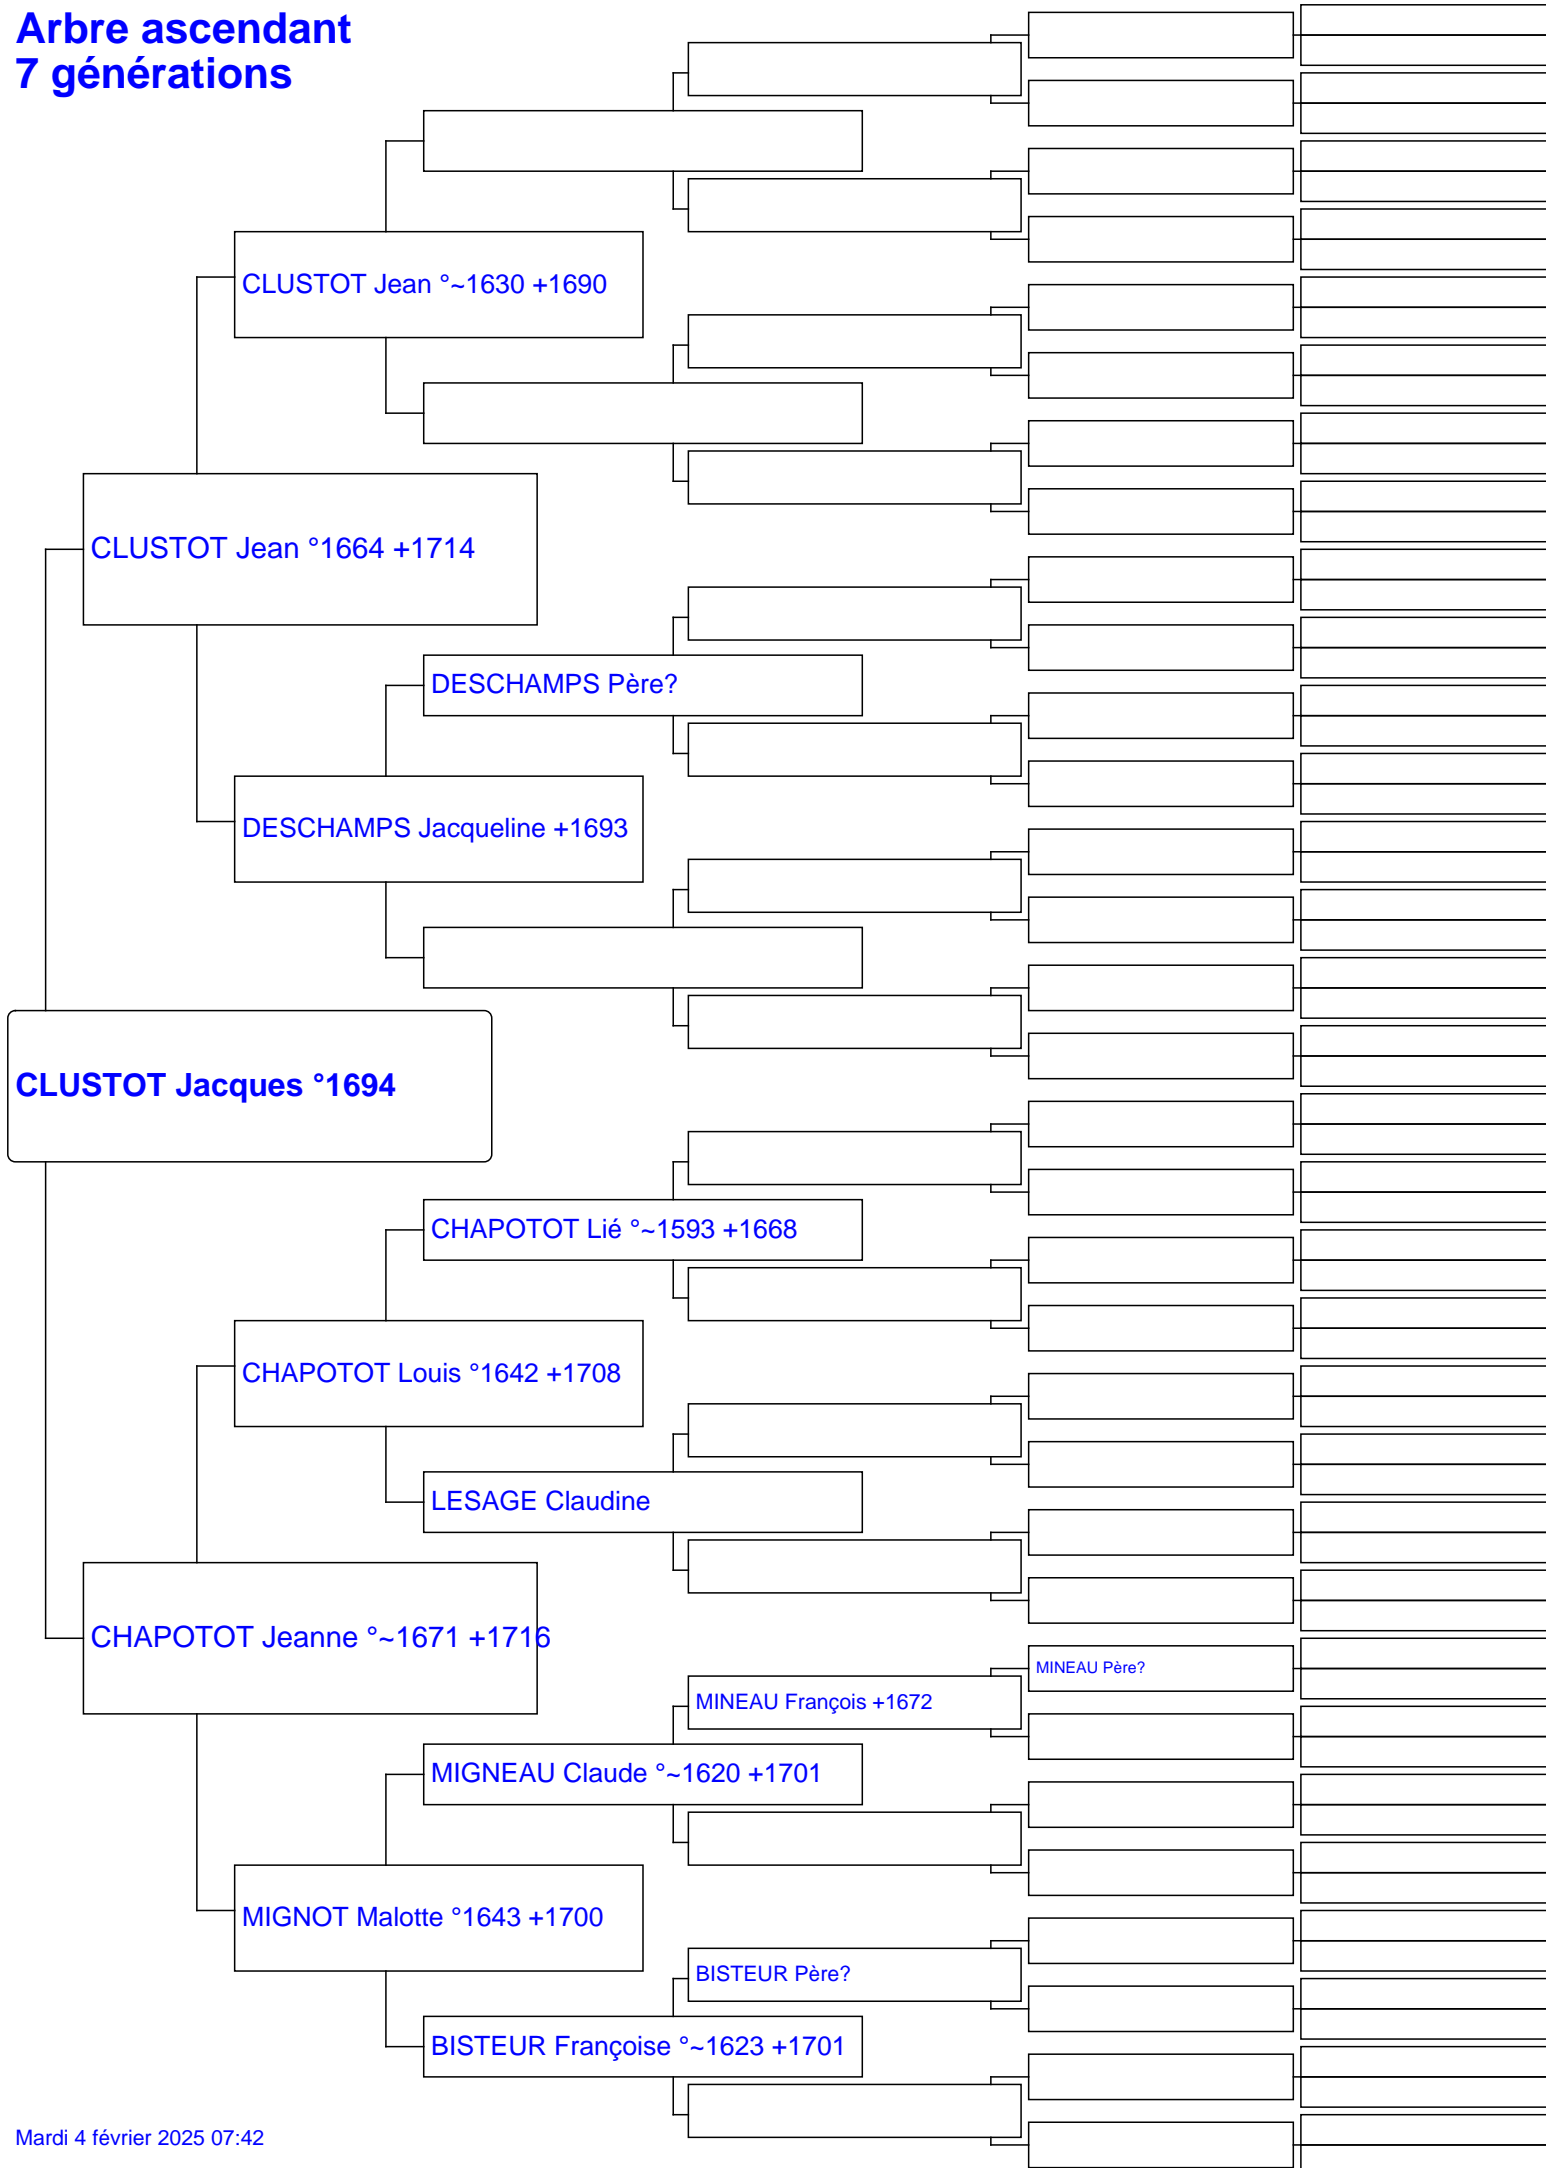 Arbre ascendant
7 générations
CLUSTOT Jean °~1630 +1690
CLUSTOT Jean °1664 +1714
DESCHAMPS Père?
DESCHAMPS Jacqueline +1693
CLUSTOT Jacques °1694
CHAPOTOT Lié °~1593 +1668
CHAPOTOT Louis °1642 +1708
LESAGE Claudine
CHAPOTOT Jeanne °~1671 +1716
MINEAU Père?
MINEAU François +1672
MIGNEAU Claude °~1620 +1701
MIGNOT Malotte °1643 +1700
BISTEUR Père?
BISTEUR Françoise °~1623 +1701
Mardi 4 février 2025 07:42